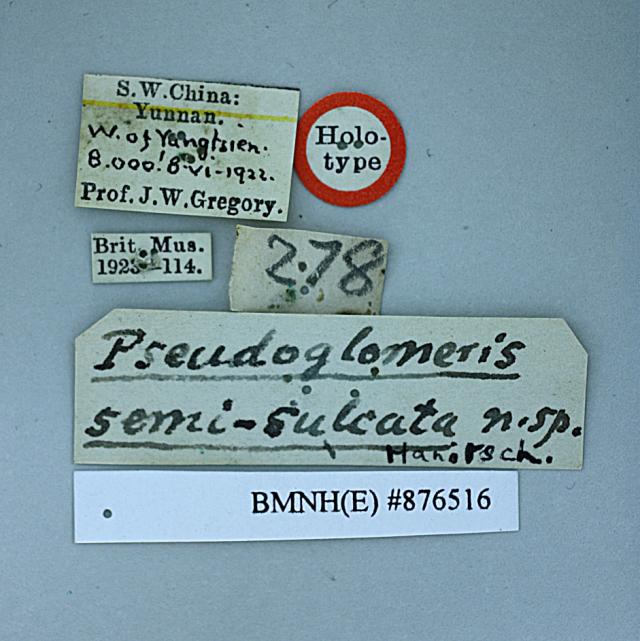 S.W.China:
Yunnan.
W. of Yangtsien.
8.000'. 8-VI-1922.
Prof. J.W.Gregory.
Holo-
type
Brit. Mus.
1923-114.
278
Pseudoglomeris
semi-sulcata n.sp.
Hanitsch.
BMNH(E) #876516